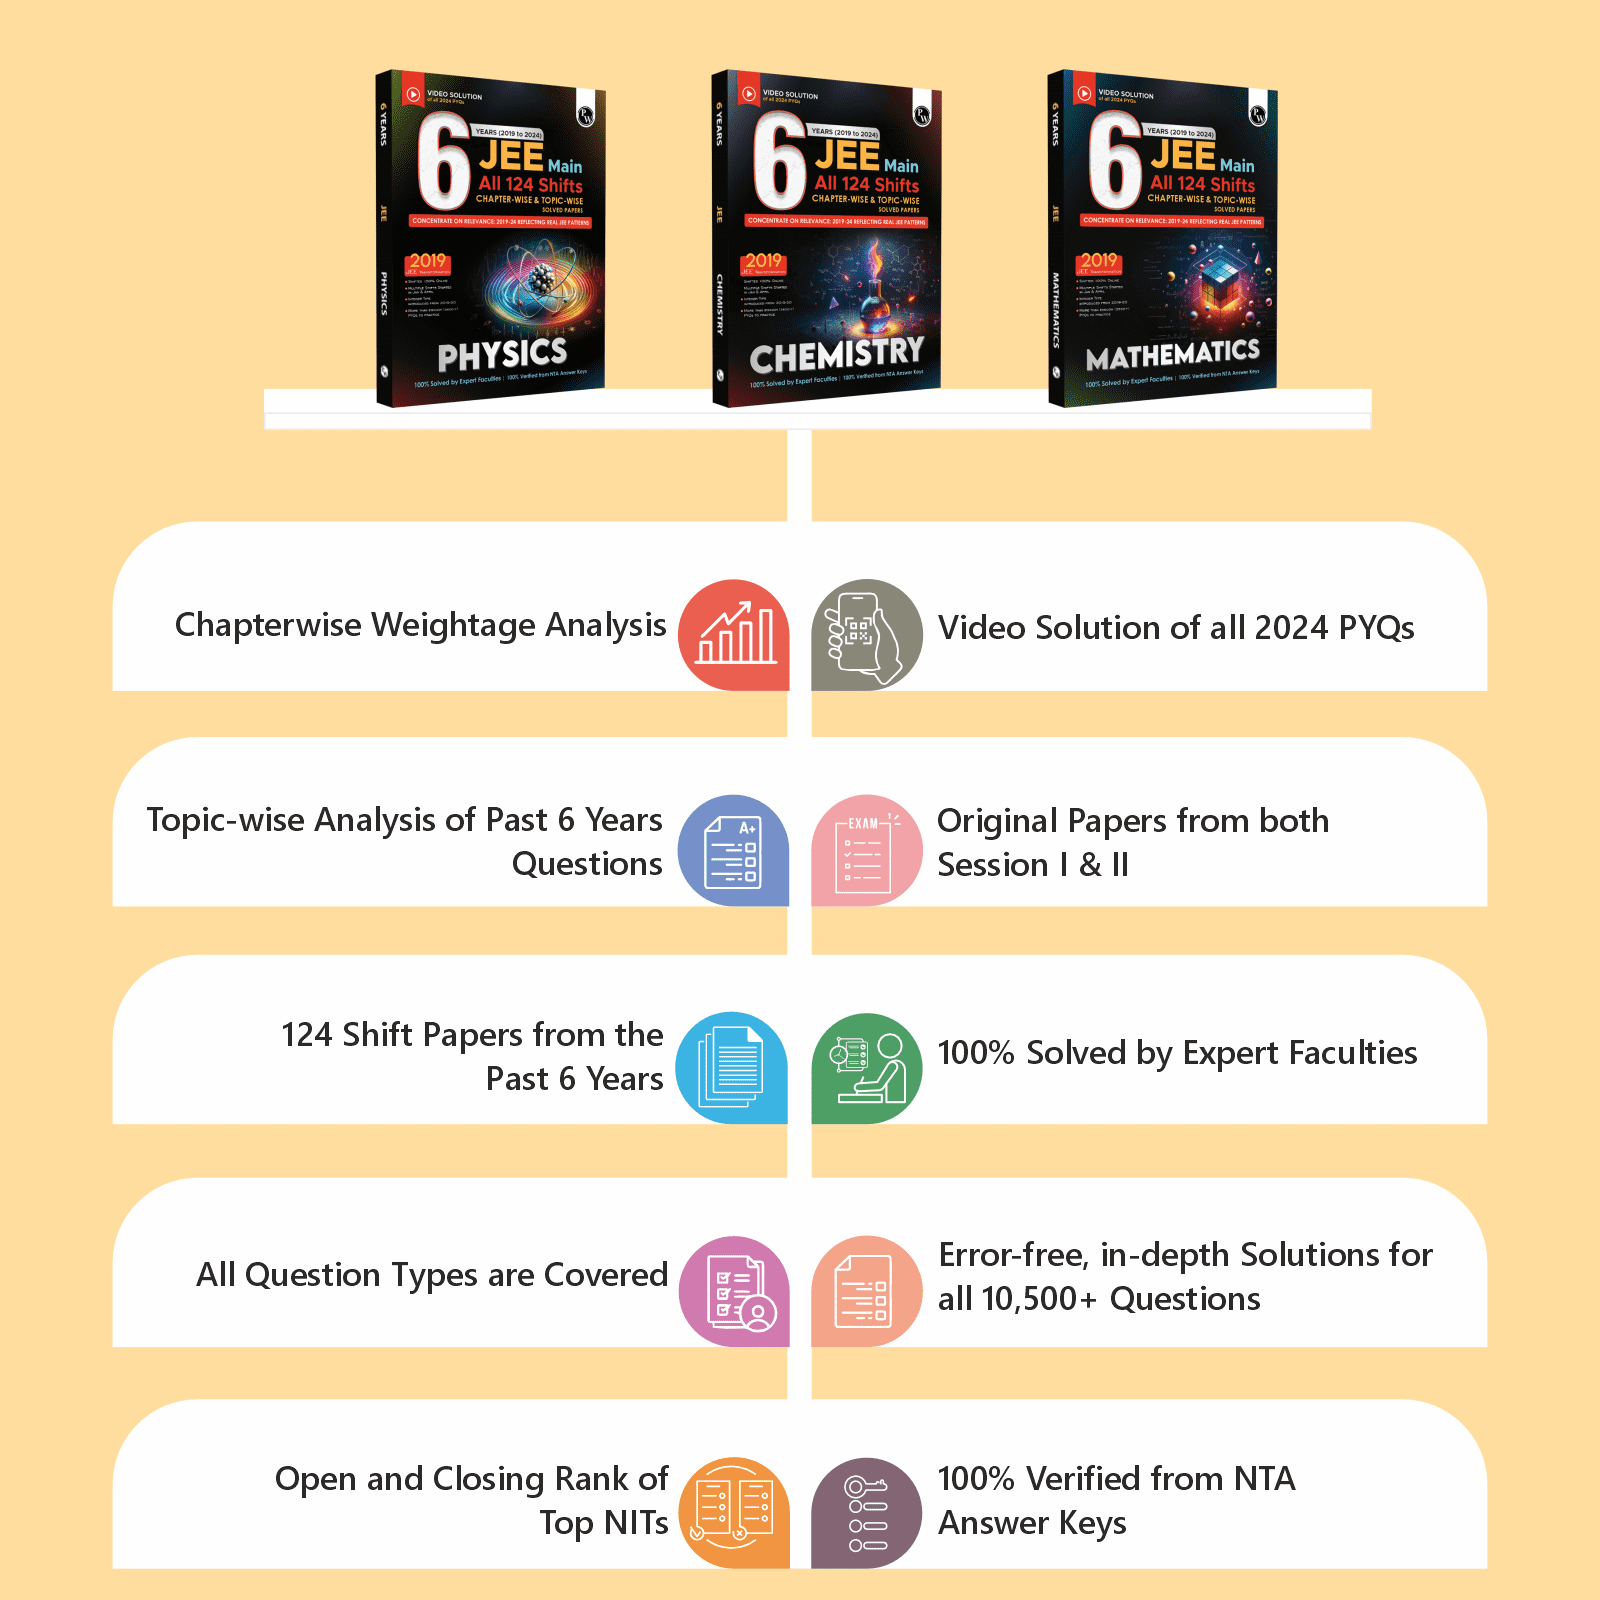 6 YEARS
JEE
PHYSICS
VIDEO SOLUTION
of all 2024 PYQs
PW
6
YEARS (2019 to 2024)
JEE Main
All 124 Shifts
CHAPTER-WISE & TOPIC-WISE
SOLVED PAPERS
CONCENTRATE ON RELEVANCE: 2019-24 REFLECTING REAL JEE PATTERNS
2019
PHYSICS
100% Solved by Expert Faculties | 100% Verified from NTA Answer Keys
6 YEARS
JEE
CHEMISTRY
VIDEO SOLUTION
of all 2024 PYQs
PW
6
YEARS (2019 to 2024)
JEE Main
All 124 Shifts
CHAPTER-WISE & TOPIC-WISE
SOLVED PAPERS
CONCENTRATE ON RELEVANCE: 2019-24 REFLECTING REAL JEE PATTERNS
2019
CHEMISTRY
100% Solved by Expert Faculties | 100% Verified from NTA Answer Keys
6 YEARS
JEE
MATHEMATICS
VIDEO SOLUTION
of all 2024 PYQs
PW
6
YEARS (2019 to 2024)
JEE Main
All 124 Shifts
CHAPTER-WISE & TOPIC-WISE
SOLVED PAPERS
CONCENTRATE ON RELEVANCE: 2019-24 REFLECTING REAL JEE PATTERNS
2019
MATHEMATICS
100% Solved by Expert Faculties | 100% Verified from NTA Answer Keys
Chapterwise Weightage Analysis
Video Solution of all 2024 PYQs
Topic-wise Analysis of Past 6 Years
Questions
A+
EXAM
Original Papers from both
Session I & II
124 Shift Papers from the
Past 6 Years
100% Solved by Expert Faculties
All Question Types are Covered
Error-free, in-depth Solutions for
all 10,500+ Questions
Open and Closing Rank of
Top NITs
100% Verified from NTA
Answer Keys